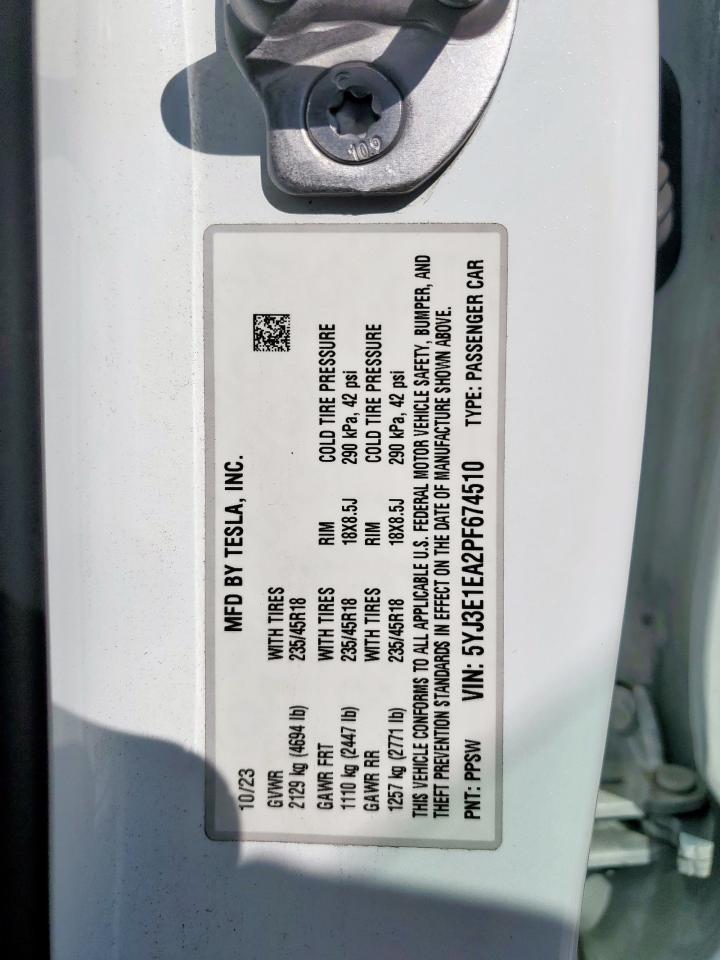 10.9
MFD BY TESLA, INC.
10/23
GVWR WITH TIRES
2129 kg (4694 lb) 235/45R18
GAWR FRT WITH TIRES RIM COLD TIRE PRESSURE
1110 kg (2447 lb) 235/45R18 18X8.5J 290 kPa, 42 psi
GAWR RR WITH TIRES RIM COLD TIRE PRESSURE
1257 kg (2771 lb) 235/45R18 18X8.5J 290 kPa, 42 psi
THIS VEHICLE CONFORMS TO ALL APPLICABLE U.S. FEDERAL MOTOR VEHICLE SAFETY, BUMPER, AND
THEFT PREVENTION STANDARDS IN EFFECT ON THE DATE OF MANUFACTURE SHOWN ABOVE.
PNT: PPSW VIN: 5YJ3E1EA2PF674510 TYPE: PASSENGER CAR